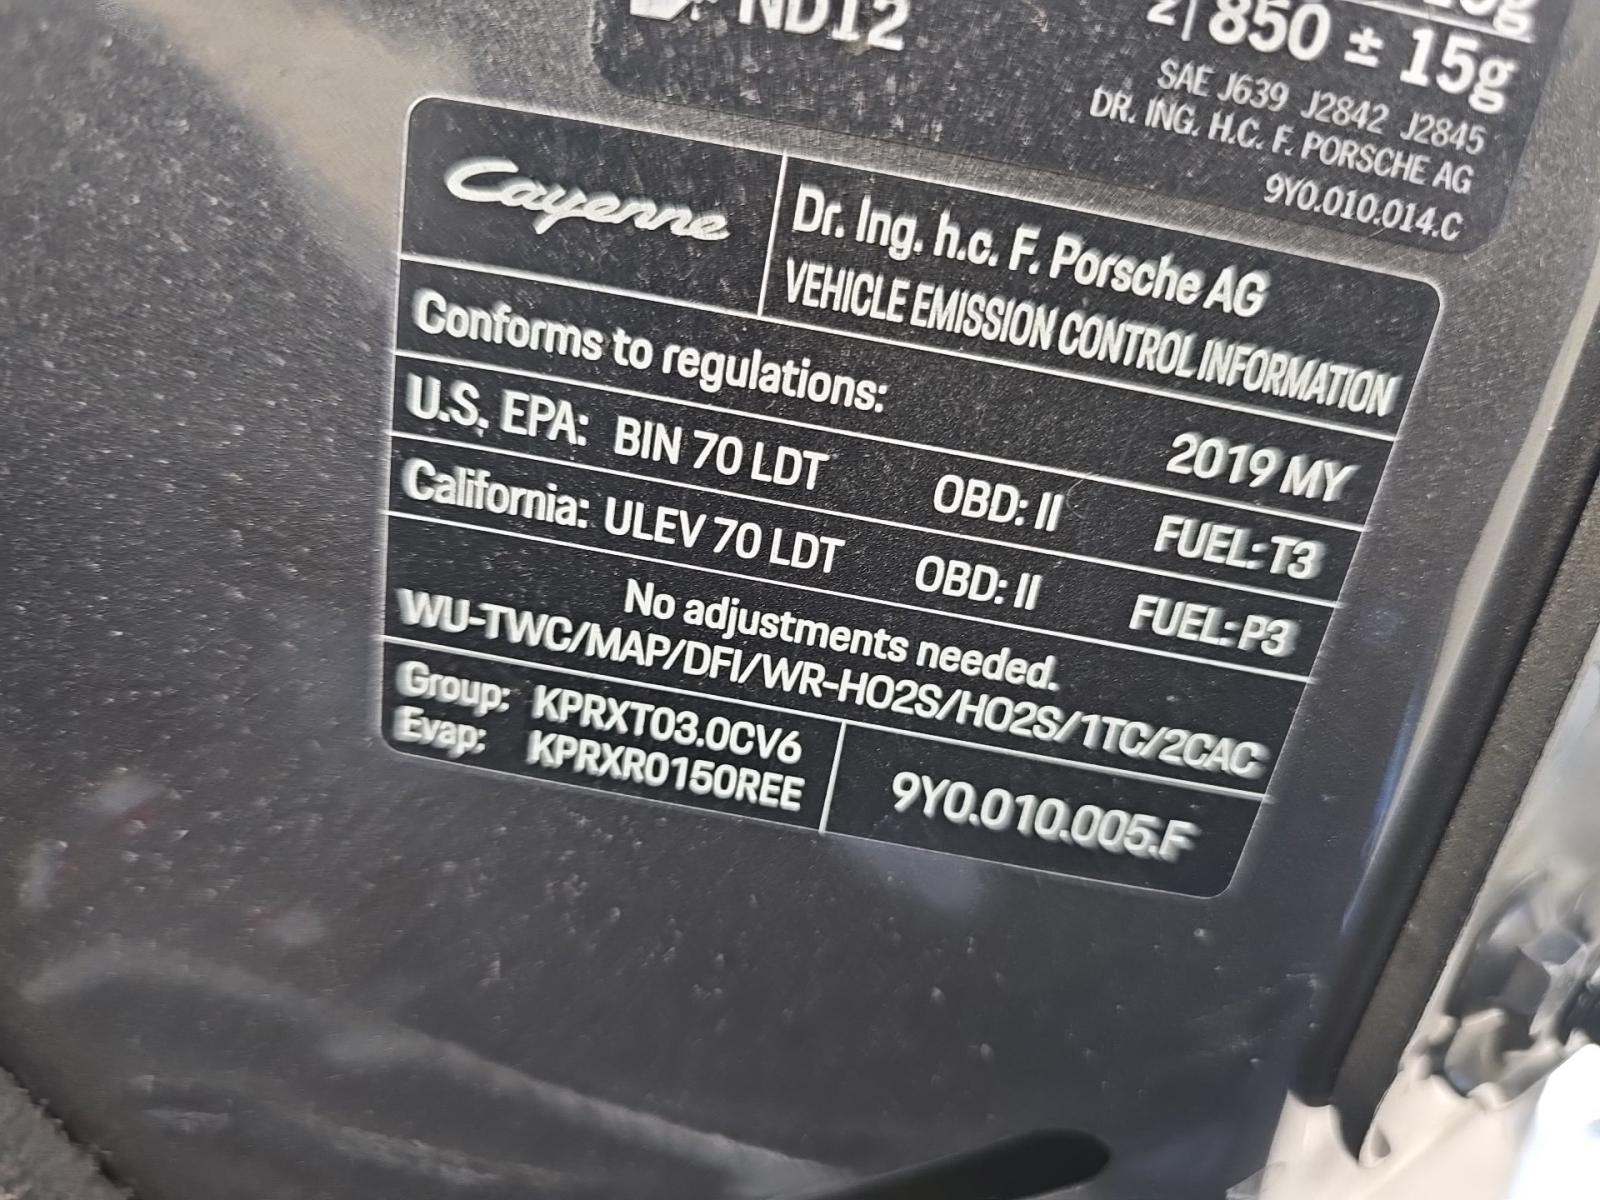 ND12
2| 850 ± 15g
SAE J639 J2842 J2845
DR. ING. H.C. F. PORSCHE AG
9Y0.010.014.C
Cayenne
Dr. Ing. h.c. F. Porsche AG
VEHICLE EMISSION CONTROL INFORMATION
Conforms to regulations: 2019 MY
U.S. EPA: BIN 70 LDT OBD: II FUEL: T3
California: ULEV 70 LDT OBD: II FUEL: P3
No adjustments needed.
WU-TWC/MAP/DFI/WR-HO2S/HO2S/1TC/2CAC
Group: KPRXT03.0CV6
Evap: KPRXR0150REE
9Y0.010.005.F